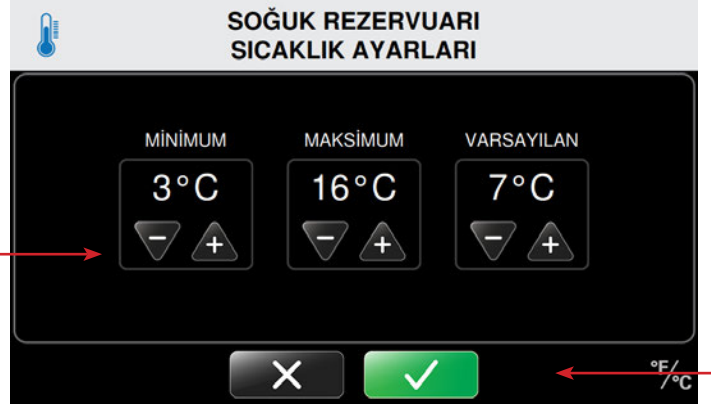 SOĞUK REZERVUARI
SICAKLIK AYARLARI
MİNİMUM MAKSİMUM VARSAYILAN
3°C 16°C 7°C
- + - + - +
°F/°C